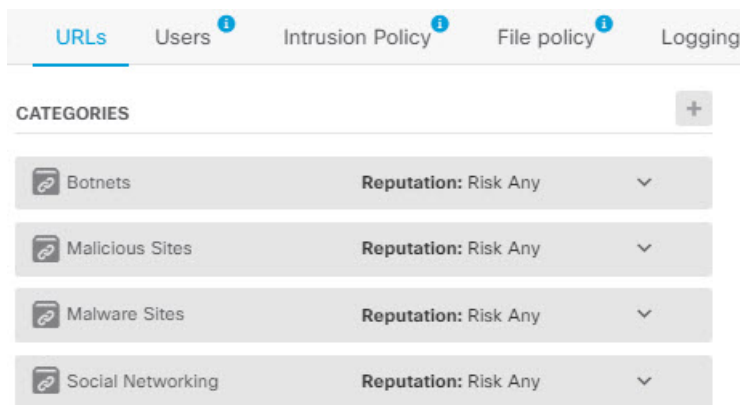 URLs Users Intrusion Policy File policy Logging
CATEGORIES
Botnets Reputation: Risk Any
Malicious Sites Reputation: Risk Any
Malware Sites Reputation: Risk Any
Social Networking Reputation: Risk Any